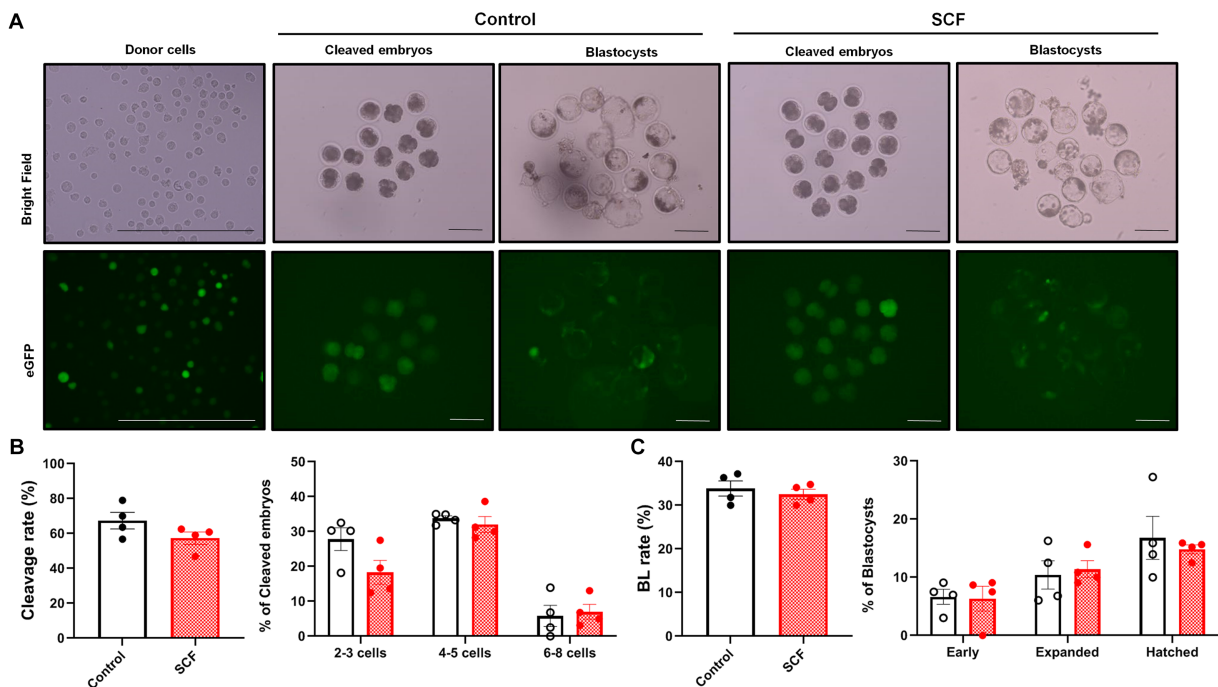 A
Control
SCF
Donor cells
Cleaved embryos
Blastocysts
Cleaved embryos
Blastocysts
Bright Field
eGFP
B
Cleavage rate (%)
100
80
60
40
20
0
Control
SCF
% of Cleaved embryos
50
40
30
20
10
0
2-3 cells
4-5 cells
6-8 cells
C
BL rate (%)
40
30
20
10
0
Control
SCF
% of Blastocysts
30
20
10
0
Early
Expanded
Hatched